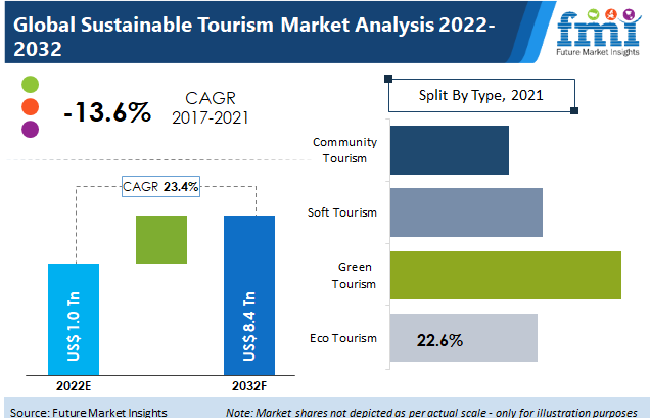 Global Sustainable Tourism Market Analysis 2022-
2032
fmi
Future Market Insights
-13.6%
CAGR
2017-2021
CAGR 23.4%
US$ 1.0 Tn
US$ 8.4 Tn
2022E
2032F
Split By Type, 2021
Community
Tourism
Soft Tourism
Green
Tourism
Eco Tourism
22.6%
Source: Future Market Insights
Note: Market shares not depicted as per actual scale - only for illustration purposes